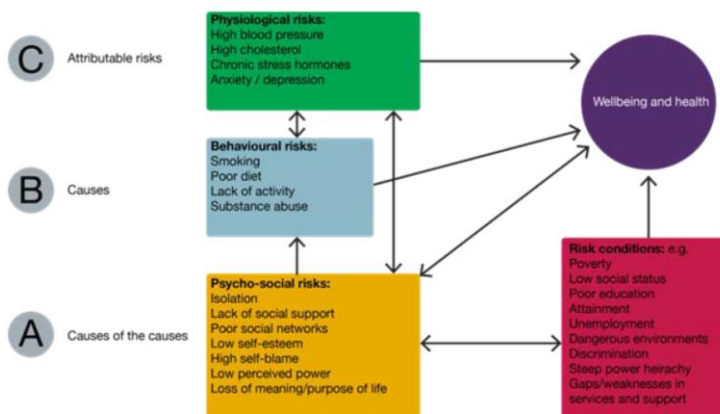 C
Attributable risks
Physiological risks:
High blood pressure
High cholesterol
Chronic stress hormones
Anxiety / depression
Wellbeing and health
B
Causes
Behavioural risks:
Smoking
Poor diet
Lack of activity
Substance abuse
A
Causes of the causes
Psycho-social risks:
Isolation
Lack of social support
Poor social networks
Low self-esteem
High self-blame
Low perceived power
Loss of meaning/purpose of life
Risk conditions: e.g.
Poverty
Low social status
Poor education
Attainment
Unemployment
Dangerous environments
Discrimination
Steep power heirachy
Gaps/weaknesses in
services and support